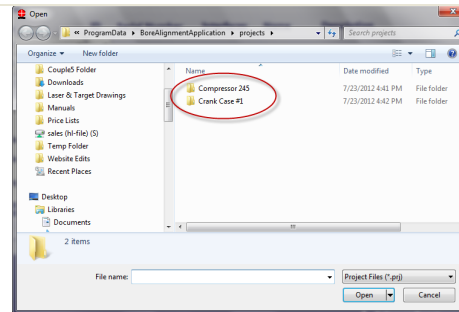 Open
« ProgramData ▸ BoreAlignmentApplication ▸ projects ▸
Search projects
Organize ▾ New folder
Couple5 Folder
Downloads
Laser & Target Drawings
Manuals
Price Lists
sales (hl-file) (S)
Temp Folder
Website Edits
Recent Places
Desktop
Libraries
Documents
Name Date modified Type
Compressor 245 7/23/2012 4:41 PM File folder
Crank Case #1 7/23/2012 4:42 PM File folder
2 items
File name:
Project Files (*.prj)
Open Cancel